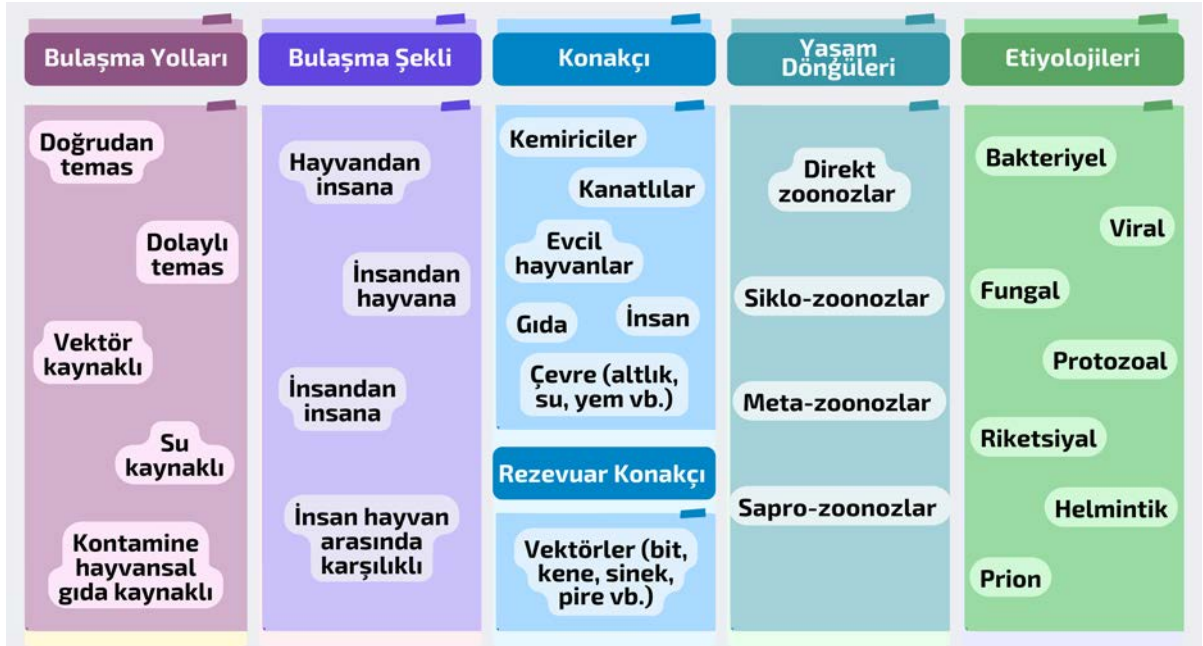 Bulaşma Yolları
Doğrudan
temas
Dolaylı
temas
Vektör
kaynaklı
Su
kaynaklı
Kontamine
hayvansal
gıda kaynaklı
Bulaşma Şekli
Hayvandan
insana
İnsandan
hayvana
İnsandan
insana
İnsan hayvan
arasında
karşılıklı
Konakçı
Kemiriciler
Kanatlılar
Evcil
hayvanlar
Gıda
İnsan
Çevre (altlık,
su, yem vb.)
Rezevuar Konakçı
Vektörler (bit,
kene, sinek,
pire vb.)
Yaşam
Döngüleri
Direkt
zoonozlar
Siklo-zoonozlar
Meta-zoonozlar
Sapro-zoonozlar
Etiyolojileri
Bakteriyel
Viral
Fungal
Protozoal
Riketsiyal
Helmintik
Prion